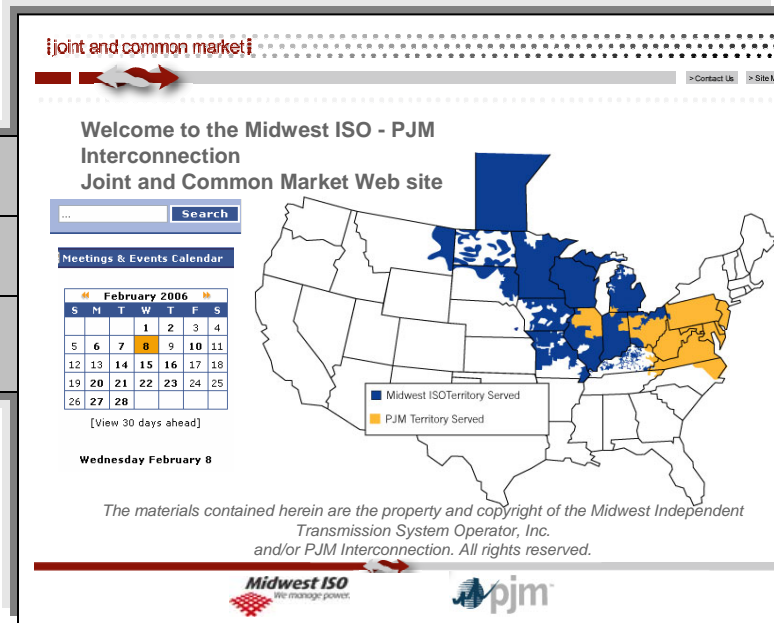 joint and common market
> Contact Us > Site M
Welcome to the Midwest ISO - PJM
Interconnection
Joint and Common Market Web site
... Search
Meetings & Events Calendar
February 2006
S M T W T F S
1 2 3 4
5 6 7 8 9 10 11
12 13 14 15 16 17 18
19 20 21 22 23 24 25
26 27 28
[View 30 days ahead]
Wednesday February 8
Midwest ISOTerritory Served
PJM Territory Served
The materials contained herein are the property and copyright of the Midwest Independent
Transmission System Operator, Inc.
and/or PJM Interconnection. All rights reserved.
Midwest ISO
We manage power.
pjm